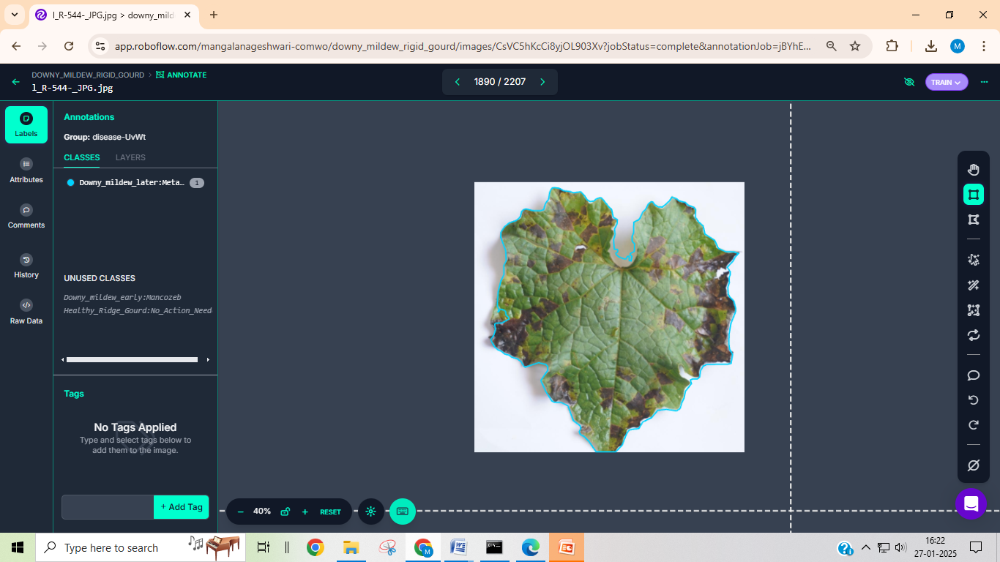 l_R-544-_JPG.jpg > downy_mild
app.roboflow.com/mangalanageshwari-comwo/downy_mildew_rigid_gourd/images/CsVC5hKcCi8yjOL903Xv?jobStatus=complete&annotationJob=jBYhE...
M
DOWNY_MILDEW_RIGID_GOURD > ANNOTATE
l_R-544-_JPG.jpg
1890 / 2207
TRAIN
Labels
Attributes
Comments
History
Raw Data
Annotations
Group: disease-UvWt
CLASSES LAYERS
Downy_mildew_later:Meta… 1
UNUSED CLASSES
Downy_mildew_early:Mancozeb
Healthy_Ridge_Gourd:No_Action_Need
Tags
No Tags Applied
Type and select tags below to
add them to the image.
+ Add Tag
40%
RESET
Type here to search
16:22
27-01-2025